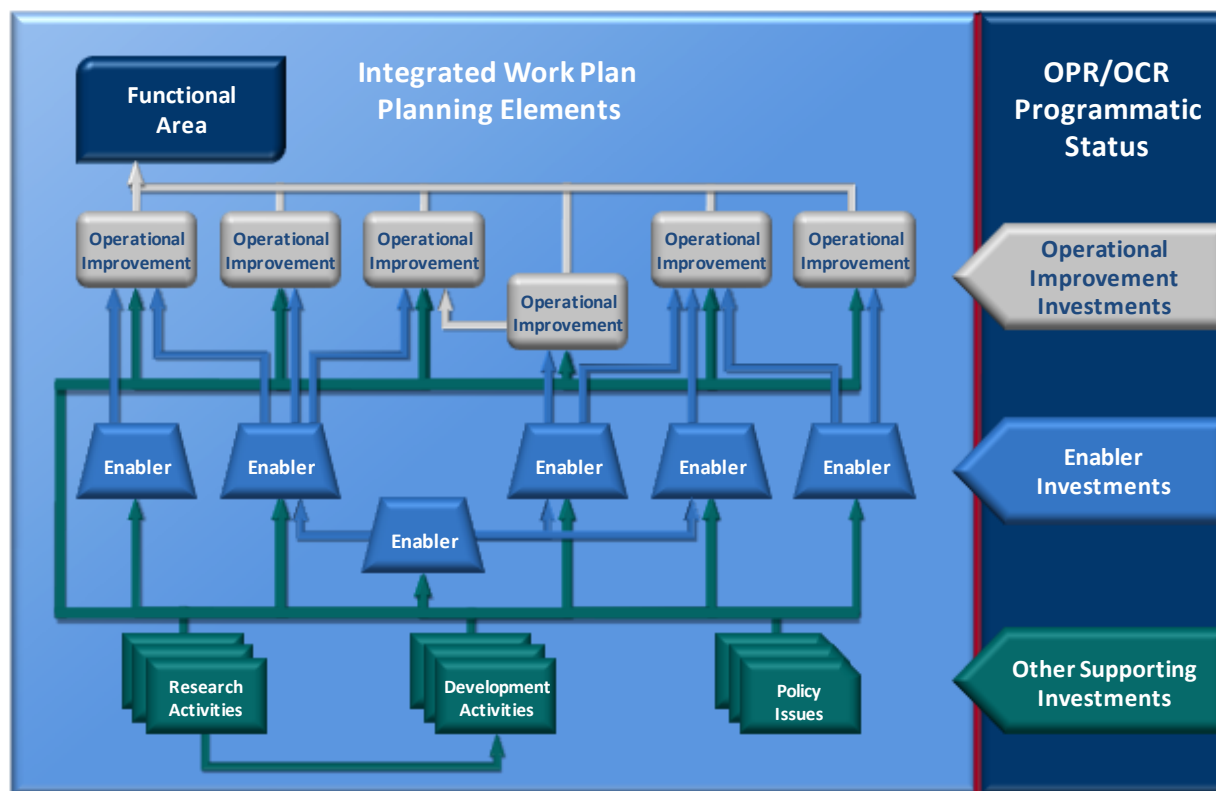 Integrated Work Plan
Planning Elements
OPR/OCR
Programmatic
Status
Functional
Area
Operational
Improvement
Operational
Improvement
Operational
Improvement
Operational
Improvement
Operational
Improvement
Operational
Improvement
Operational
Improvement
Investments
Enabler
Enabler
Enabler
Enabler
Enabler
Enabler
Enabler
Investments
Research
Activities
Development
Activities
Policy
Issues
Other Supporting
Investments